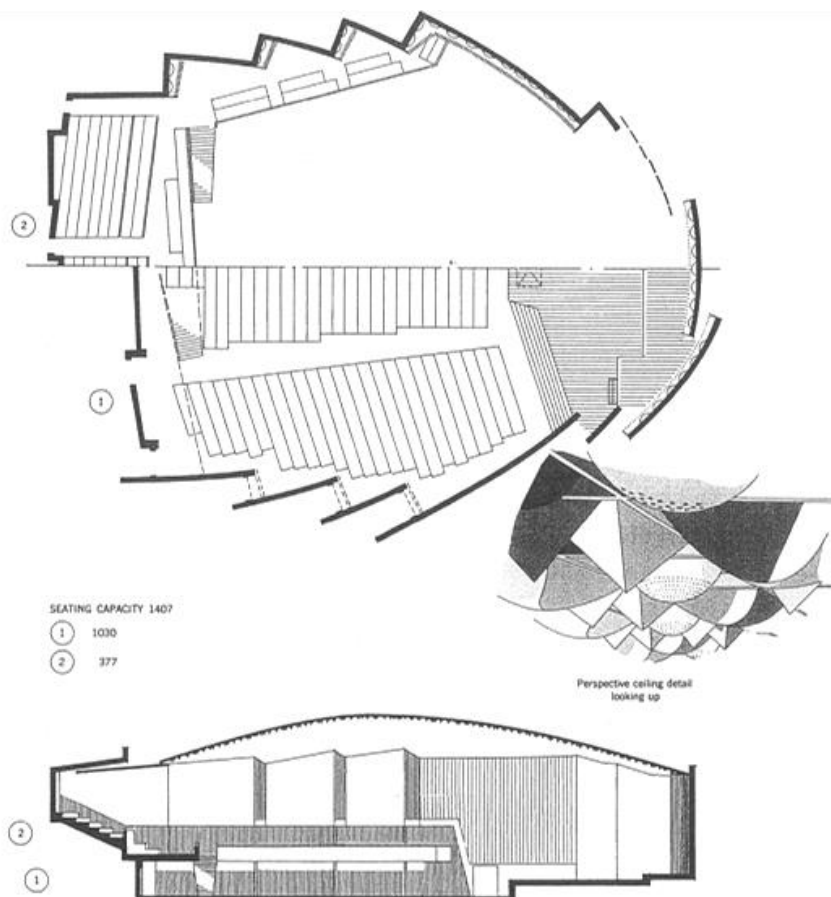 2
1
SEATING CAPACITY 1407
1 1030
2 377
Perspective ceiling detail
looking up
2
1